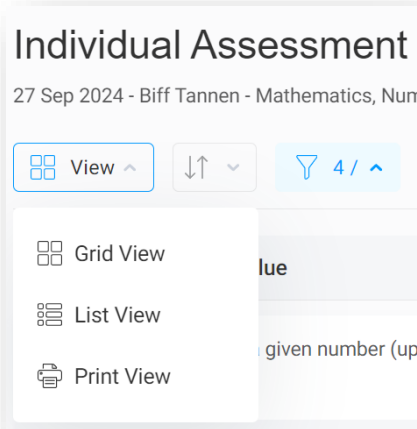 Individual Assessment
27 Sep 2024 - Biff Tannen - Mathematics,
View
4 /
Grid View
lue
List View
given number (up
Print View